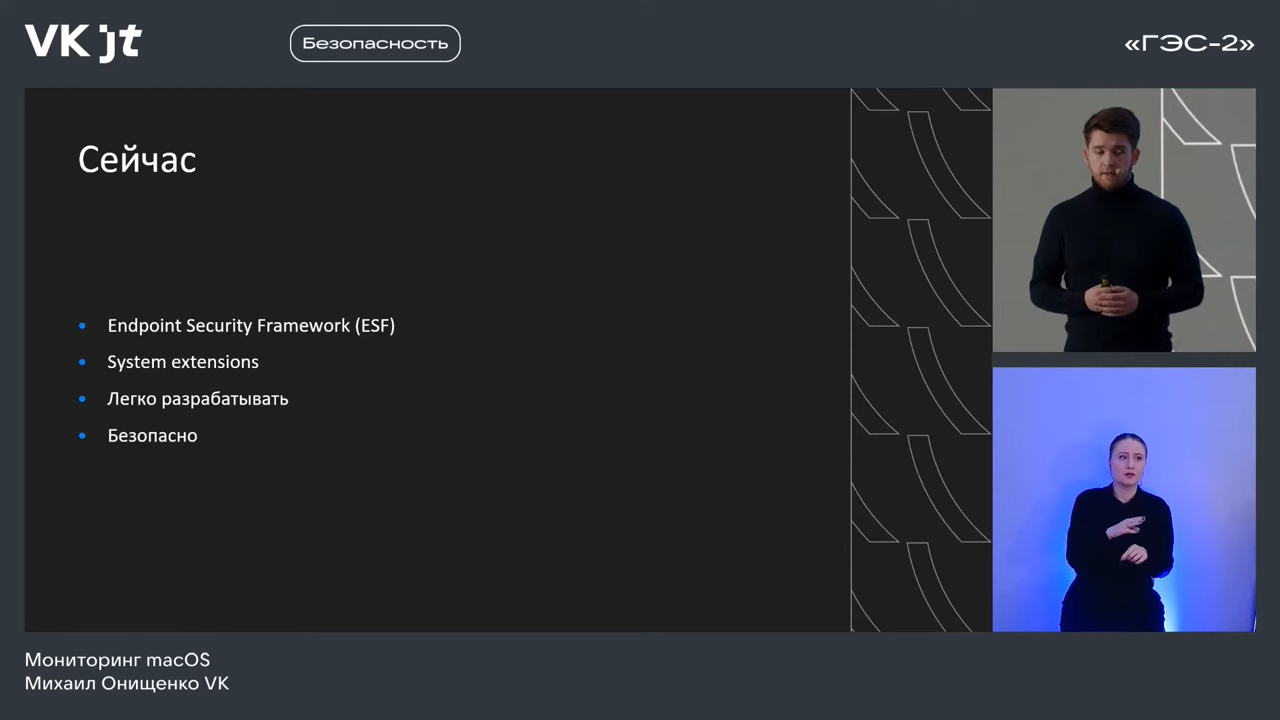 VK jt
Безопасность
«ГЭС-2»
Сейчас
• Endpoint Security Framework (ESF)
• System extensions
• Легко разрабатывать
• Безопасно
Мониторинг macOS
Михаил Онищенко VK